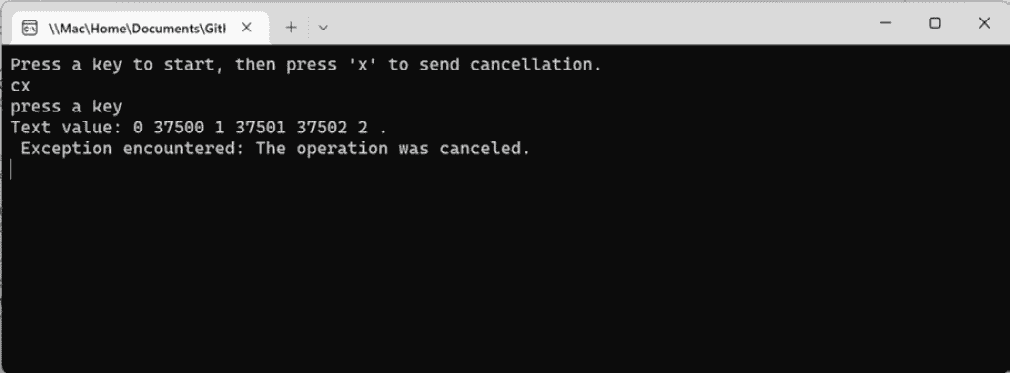 \\Mac\Home\Documents\Gitl
Press a key to start, then press 'x' to send cancellation.
cx
press a key
Text value: 0 37500 1 37501 37502 2 .
Exception encountered: The operation was canceled.